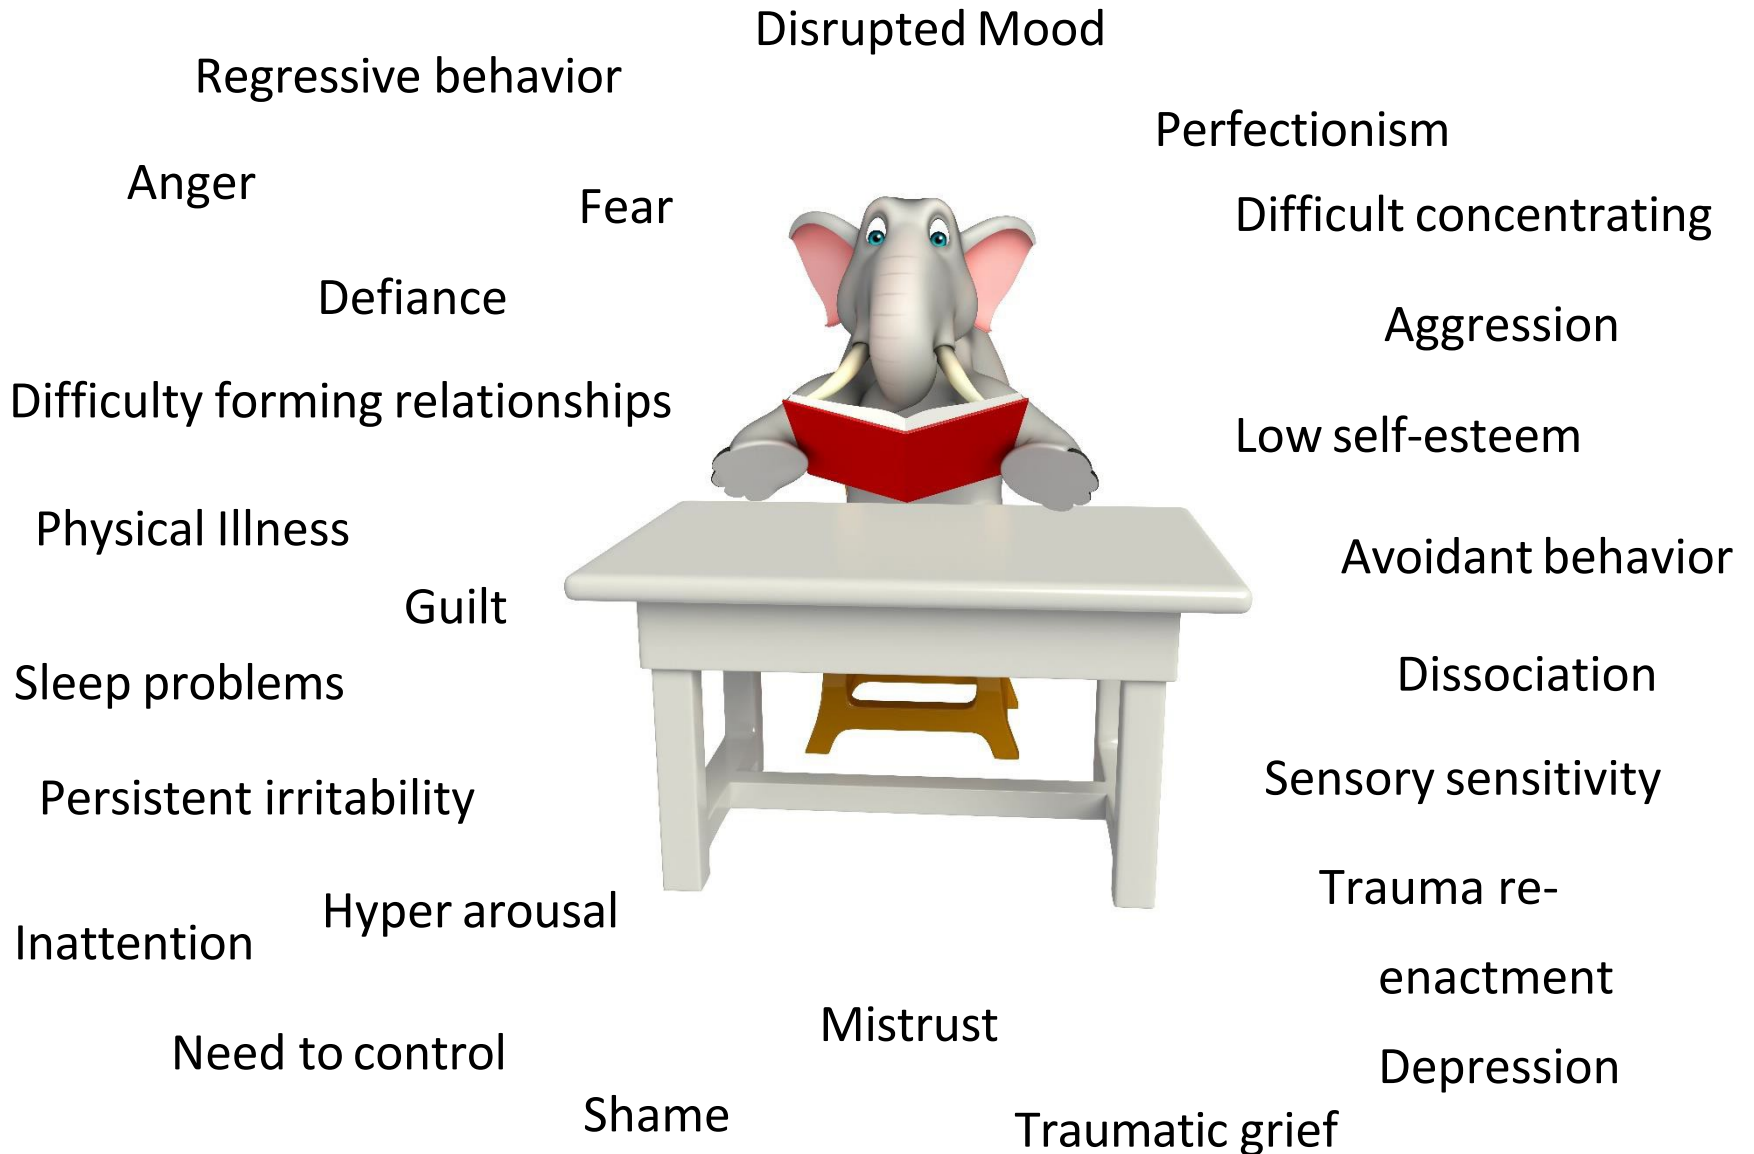 Disrupted Mood
Regressive behavior
Perfectionism
Anger
Fear
Difficult concentrating
Defiance
Aggression
Difficulty forming relationships
Low self-esteem
Physical Illness
Avoidant behavior
Guilt
Sleep problems
Dissociation
Persistent irritability
Sensory sensitivity
Trauma re-
enactment
Hyper arousal
Inattention
Mistrust
Need to control
Depression
Shame
Traumatic grief